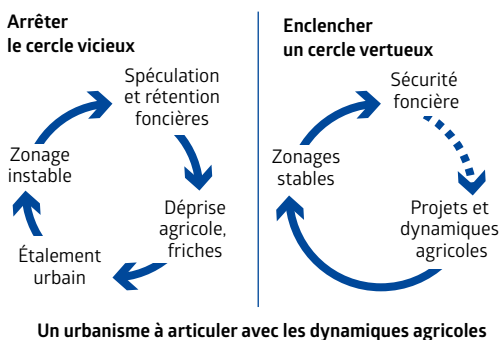 Arrêter
le cercle vicieux
Spéculation
et rétention
foncières
Déprise
agricole,
friches
Étalement
urbain
Zonage
instable
Enclencher
un cercle vertueux
Sécurité
foncière
Projets et
dynamiques
agricoles
Zonages
stables
Un urbanisme à articuler avec les dynamiques agricoles